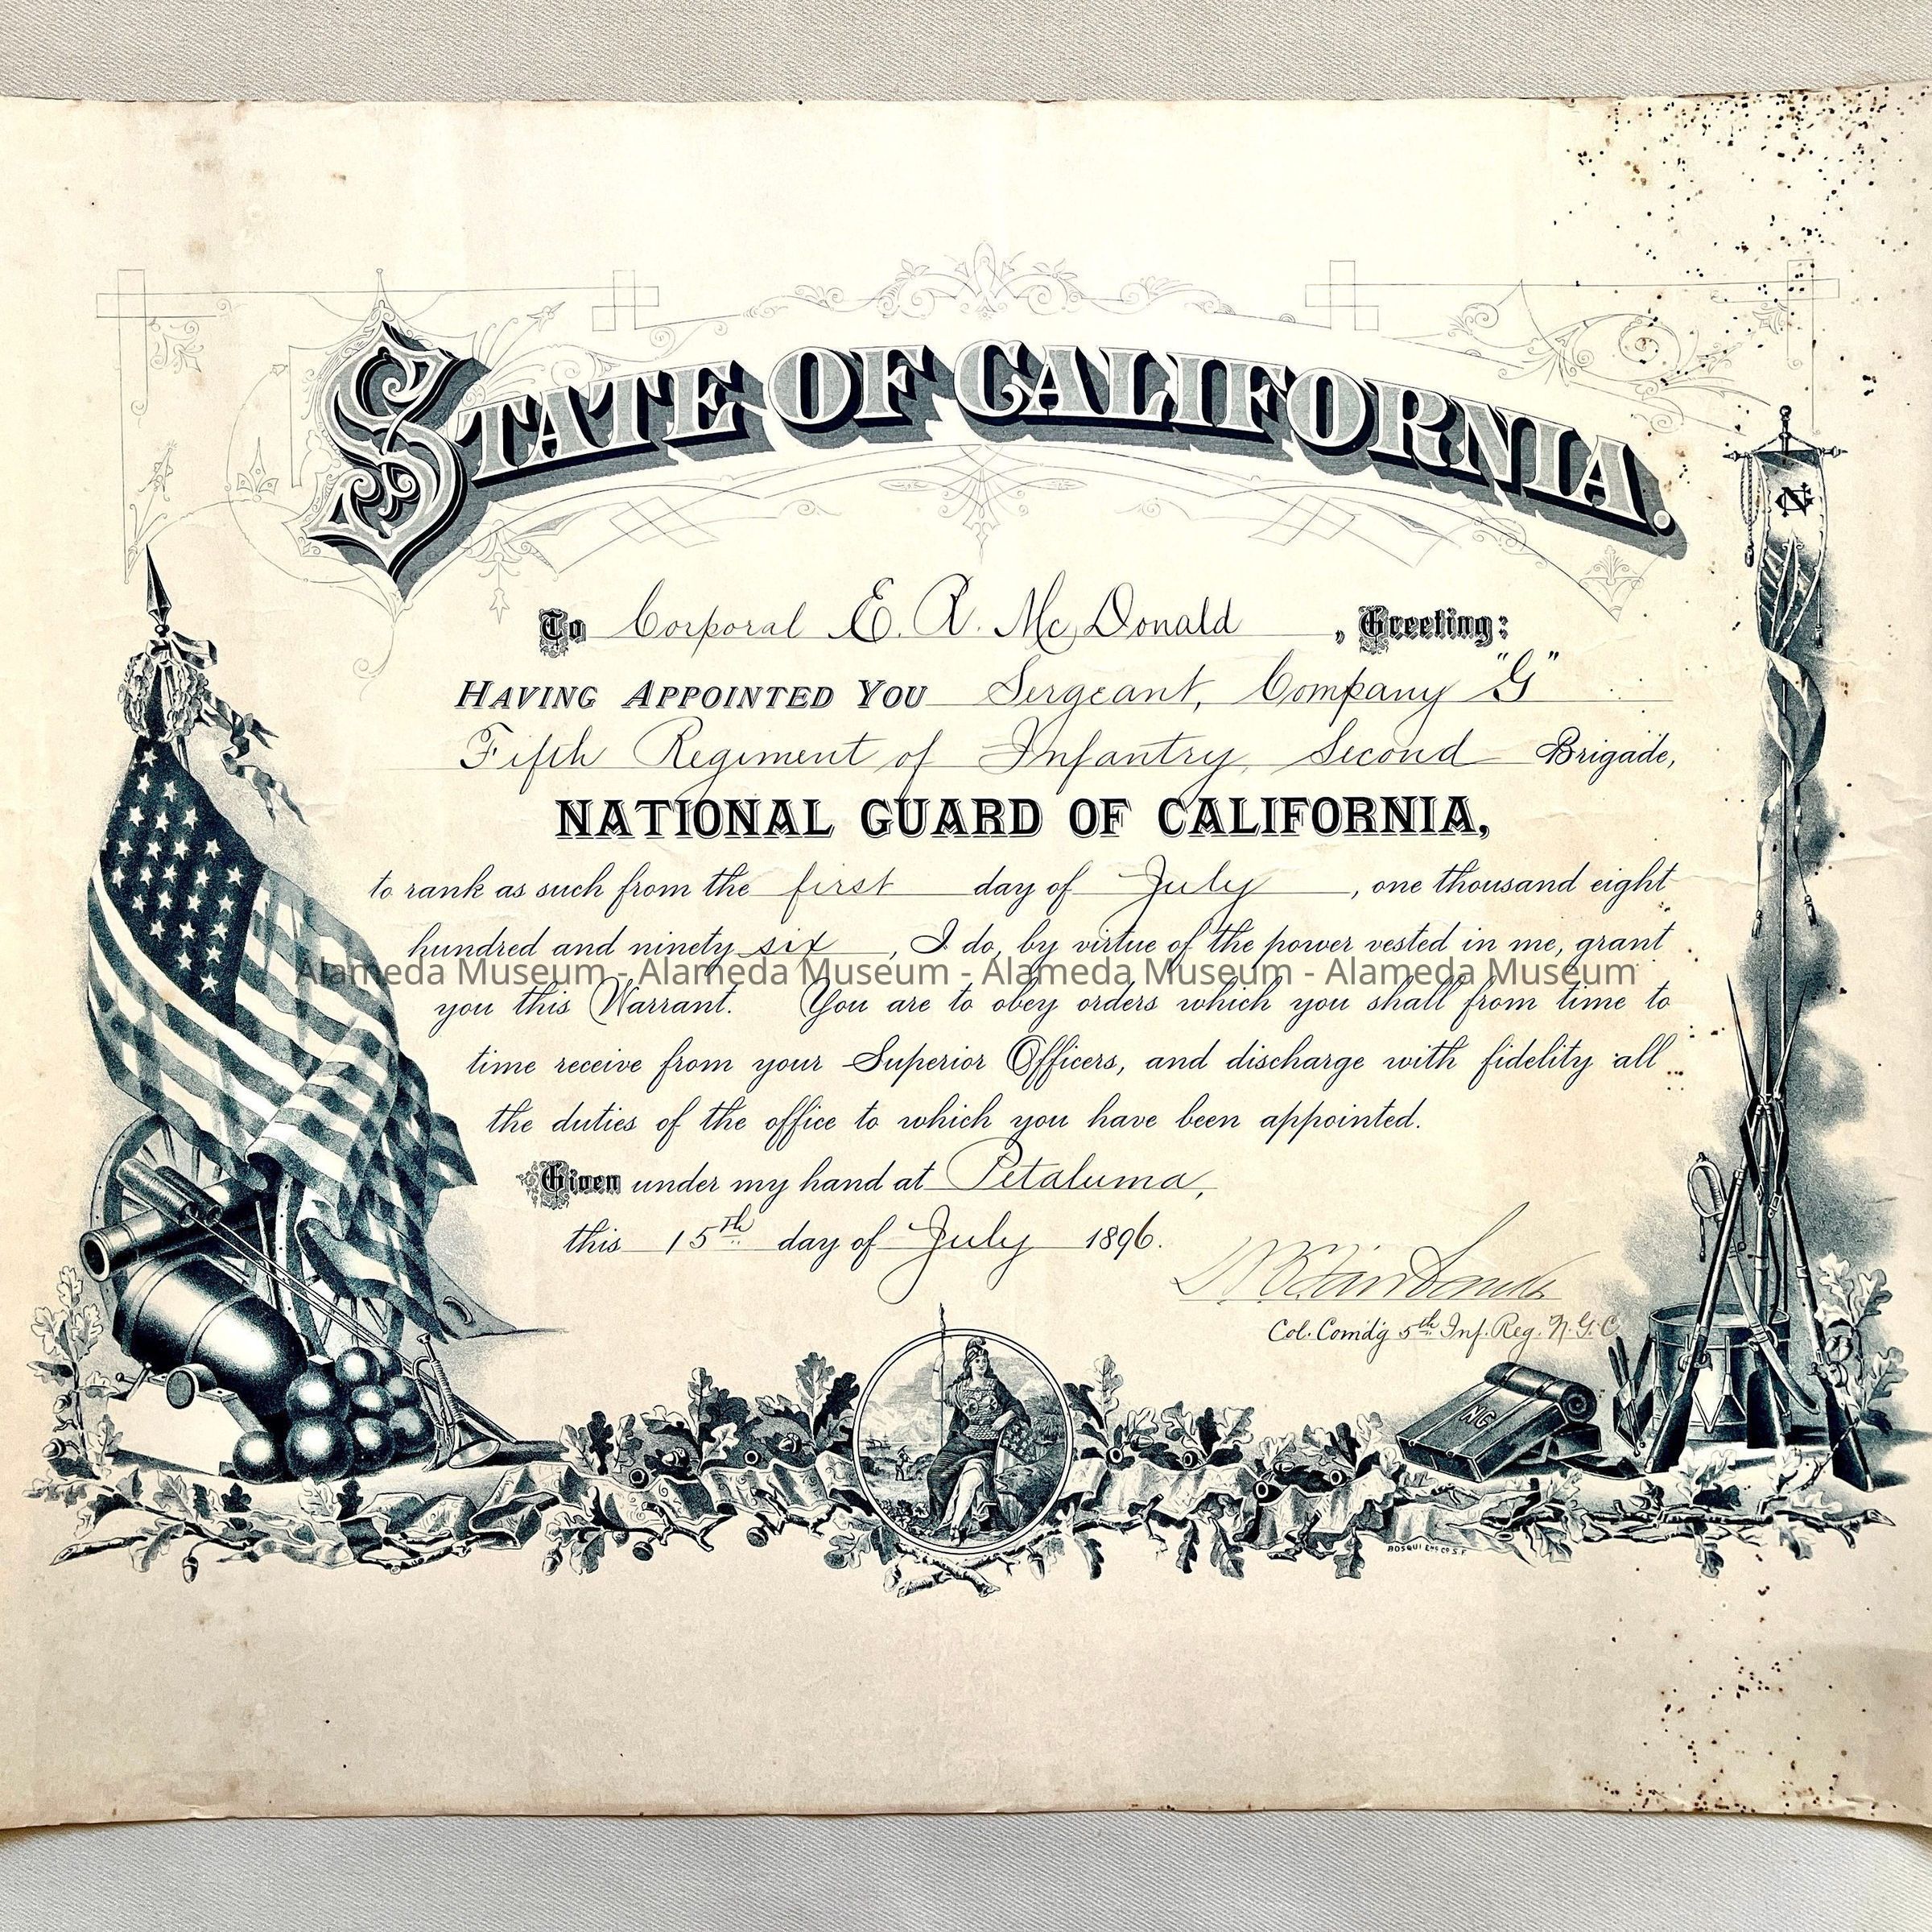 STATE OF CALIFORNIA.
NG
To Corporal E. A. McDonald, Greeting:
HAVING APPOINTED YOU Sergeant, Company "G"
Fifth Regiment of Infantry, Second Brigade,
NATIONAL GUARD OF CALIFORNIA,
to rank as such from the first day of July, one thousand eight
hundred and ninety six, I do, by virtue of the power vested in me, grant
Alameda Museum - Alameda Museum - Alameda Museum - Alameda Museum
you this Warrant. You are to obey orders which you shall from time to
time receive from your Superior Officers, and discharge with fidelity all
the duties of the office to which you have been appointed.
Given under my hand at Petaluma,
this 15th day of July 1896.
Col. Comd'g 5th Inf. Reg. N. G. C.
NG
BOSQUI ENG CO S.F.